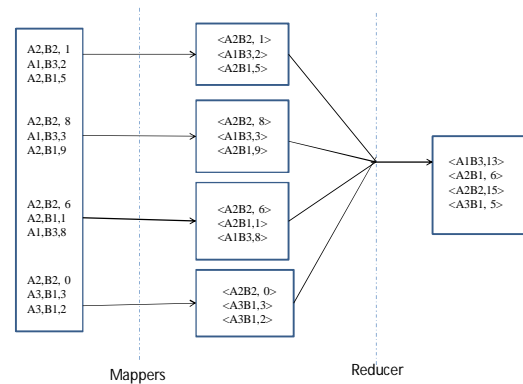 A2,B2, 1
A1,B3,2
A2,B1,5
A2,B2, 8
A1,B3,3
A2,B1,9
A2,B2, 6
A2,B1,1
A1,B3,8
A2,B2, 0
A3,B1,3
A3,B1,2
<A2B2, 1>
<A1B3,2>
<A2B1,5>
<A2B2, 8>
<A1B3,3>
<A2B1,9>
<A2B2, 6>
<A2B1,1>
<A1B3,8>
<A2B2, 0>
<A3B1,3>
<A3B1,2>
<A1B3,13>
<A2B1, 6>
<A2B2,15>
<A3B1, 5>
Mappers
Reducer